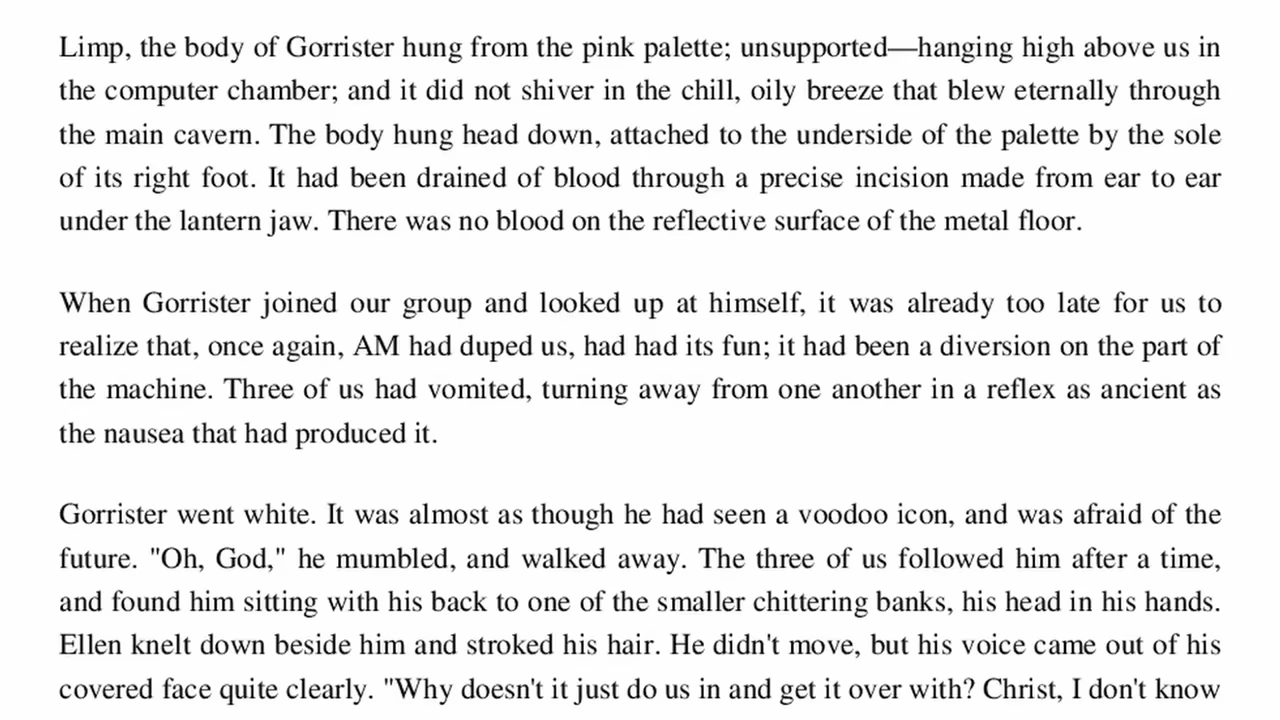 Limp, the body of Gorrister hung from the pink palette; unsupported—hanging high above us in
the computer chamber; and it did not shiver in the chill, oily breeze that blew eternally through
the main cavern. The body hung head down, attached to the underside of the palette by the sole
of its right foot. It had been drained of blood through a precise incision made from ear to ear
under the lantern jaw. There was no blood on the reflective surface of the metal floor.
When Gorrister joined our group and looked up at himself, it was already too late for us to
realize that, once again, AM had duped us, had had its fun; it had been a diversion on the part of
the machine. Three of us had vomited, turning away from one another in a reflex as ancient as
the nausea that had produced it.
Gorrister went white. It was almost as though he had seen a voodoo icon, and was afraid of the
future. "Oh, God," he mumbled, and walked away. The three of us followed him after a time,
and found him sitting with his back to one of the smaller chittering banks, his head in his hands.
Ellen knelt down beside him and stroked his hair. He didn't move, but his voice came out of his
covered face quite clearly. "Why doesn't it just do us in and get it over with? Christ, I don't know